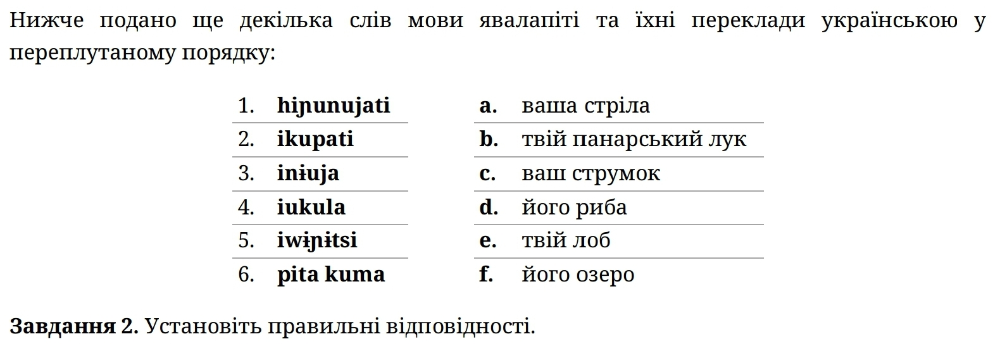 Нижче подано ще декілька слів мови явалапіті та їхні переклади українською у
переплутаному порядку:
1. hiɲunujati a. ваша стріла
2. ikupati b. твій панарський лук
3. inɨuja c. ваш струмок
4. iukula d. його риба
5. iwɨɲɨtsi e. твій лоб
6. pita kuma f. його озеро
Завдання 2. Установіть правильні відповідності.